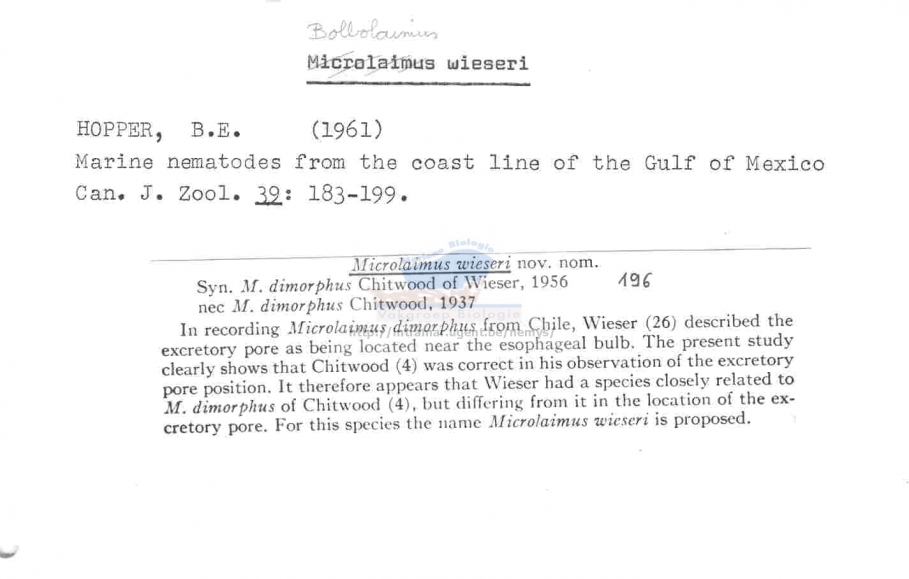 Bolbolaimus
Microlaimus wieseri
HOPPER, B.E. (1961)
Marine nematodes from the coast line of the Gulf of Mexico
Can. J. Zool. 39: 183-199.
Microlaimus wieseri nov. nom.
Syn. M. dimorphus Chitwood of Wieser, 1956 196
nec M. dimorphus Chitwood, 1937
Vakgroep Biologie
In recording Microlaimus dimorphus from Chile, Wieser (26) described the
excretory pore as being located near the esophageal bulb. The present study
clearly shows that Chitwood (4) was correct in his observation of the excretory
pore position. It therefore appears that Wieser had a species closely related to
M. dimorphus of Chitwood (4), but differing from it in the location of the ex-
cretory pore. For this species the name Microlaimus wieseri is proposed.